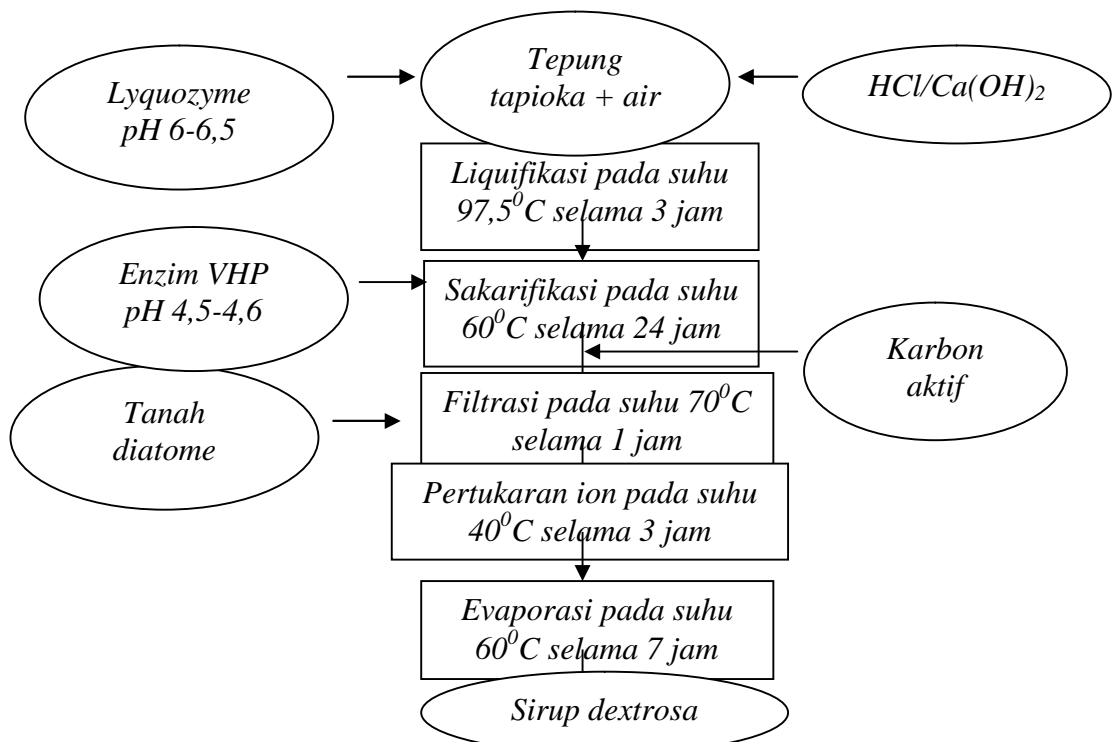 Lyquozyme
pH 6-6,5
Tepung
tapioka + air
HCl/Ca(OH)₂
Liquifikasi pada suhu
97,5⁰C selama 3 jam
Enzim VHP
pH 4,5-4,6
Sakarifikasi pada suhu
60⁰C selama 24 jam
Karbon
aktif
Tanah
diatome
Filtrasi pada suhu 70⁰C
selama 1 jam
Pertukaran ion pada suhu
40⁰C selama 3 jam
Evaporasi pada suhu
60⁰C selama 7 jam
Sirup dextrosa